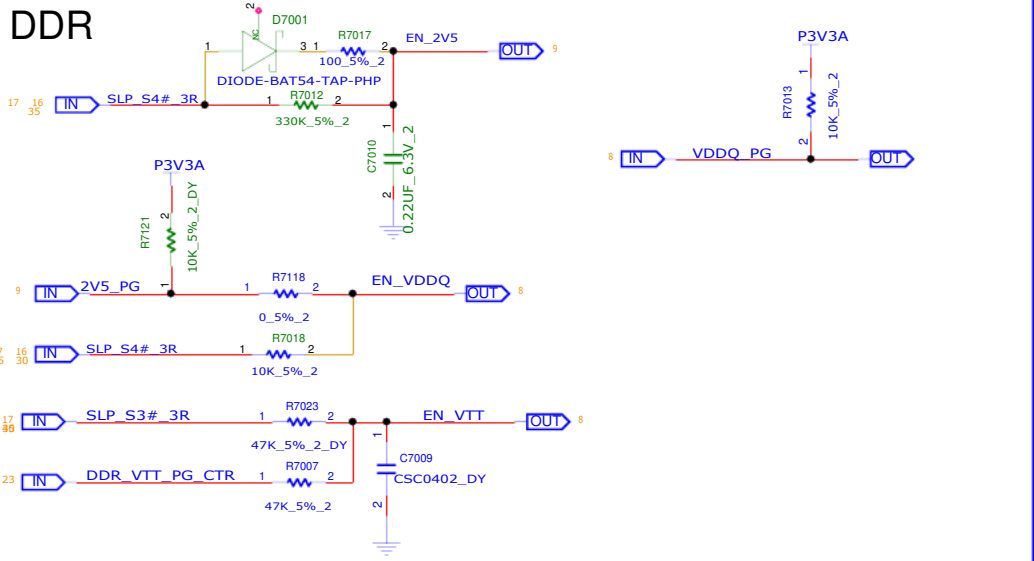 DDR
2
D7001
NC
1
3
1
R7017
2
EN_2V5
OUT
9
100_5%_2
DIODE-BAT54-TAP-PHP
17
16
35
IN
SLP_S4#_3R
1
R7012
2
330K_5%_2
1
C7010
0.22UF_6.3V_2
2
P3V3A
1
R7013
10K_5%_2
2
8
IN
VDDQ_PG
OUT
P3V3A
2
R7121
10K_5%_2_DY
1
9
IN
2V5_PG
1
R7118
2
EN_VDDQ
OUT
8
0_5%_2
16
30
IN
SLP_S4#_3R
1
R7018
2
10K_5%_2
17
IN
SLP_S3#_3R
1
R7023
2
EN_VTT
OUT
8
47K_5%_2_DY
1
C7009
CSC0402_DY
2
23
IN
DDR_VTT_PG_CTR
1
R7007
2
47K_5%_2